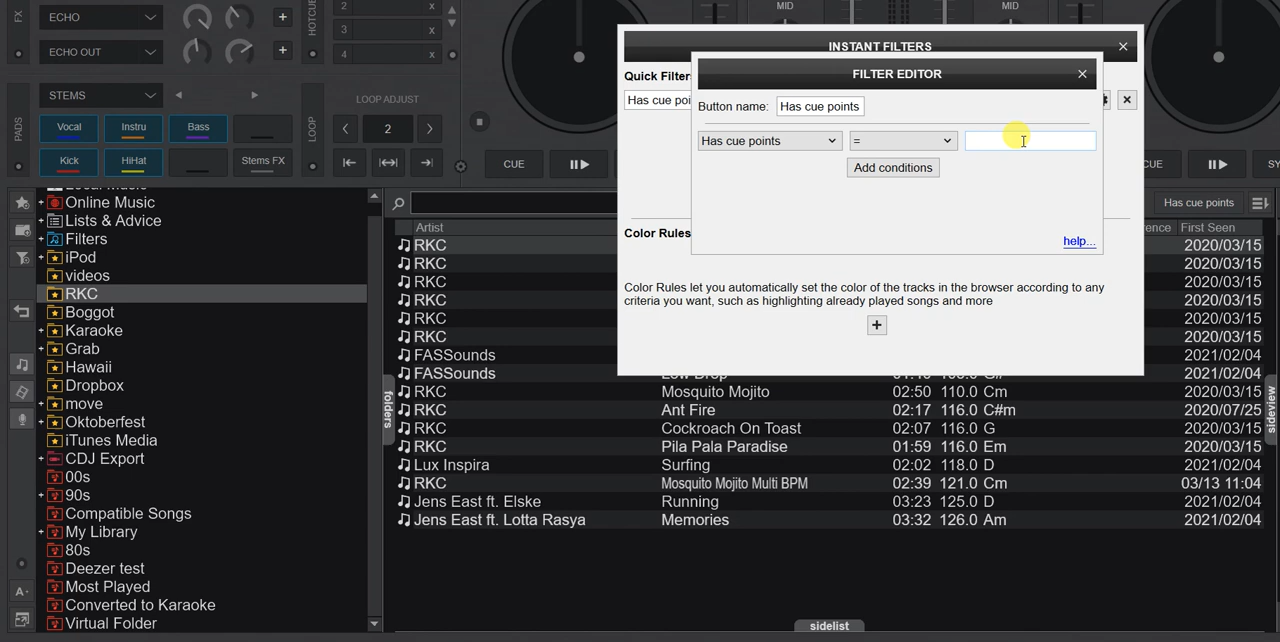 FX
ECHO
+
ECHO OUT
+
HOTCUE
2 x
3 x
4 x
MID
MID
PADS
STEMS
Vocal
Instru
Bass
Kick
HiHat
Stems FX
LOOP
LOOP ADJUST
2
CUE
CUE
SY
INSTANT FILTERS
Quick Filter
Has cue poi
FILTER EDITOR
Button name: Has cue points
Has cue points = 
Add conditions
help...
Color Rules
Color Rules let you automatically set the color of the tracks in the browser according to any
criteria you want, such as highlighting already played songs and more
+
Has cue points
Online Music
Lists & Advice
Filters
iPod
videos
RKC
Boggot
Karaoke
Grab
Hawaii
Dropbox
move
Oktoberfest
iTunes Media
CDJ Export
00s
90s
Compatible Songs
My Library
80s
Deezer test
Most Played
Converted to Karaoke
Virtual Folder
folders
Artist First Seen
RKC 2020/03/15
RKC 2020/03/15
RKC 2020/03/15
RKC 2020/03/15
RKC 2020/03/15
RKC 2020/03/15
FASSounds 2021/02/04
FASSounds 2021/02/04
RKC Mosquito Mojito 02:50 110.0 Cm 2020/03/15
RKC Ant Fire 02:17 116.0 C#m 2020/07/25
RKC Cockroach On Toast 02:07 116.0 G 2020/03/15
RKC Pila Pala Paradise 01:59 116.0 Em 2020/03/15
Lux Inspira Surfing 02:02 118.0 D 2021/02/04
RKC Mosquito Mojito Multi BPM 02:39 121.0 Cm 03/13 11:04
Jens East ft. Elske Running 03:23 125.0 D 2021/02/04
Jens East ft. Lotta Rasya Memories 03:32 126.0 Am 2021/02/04
sideview
sidelist